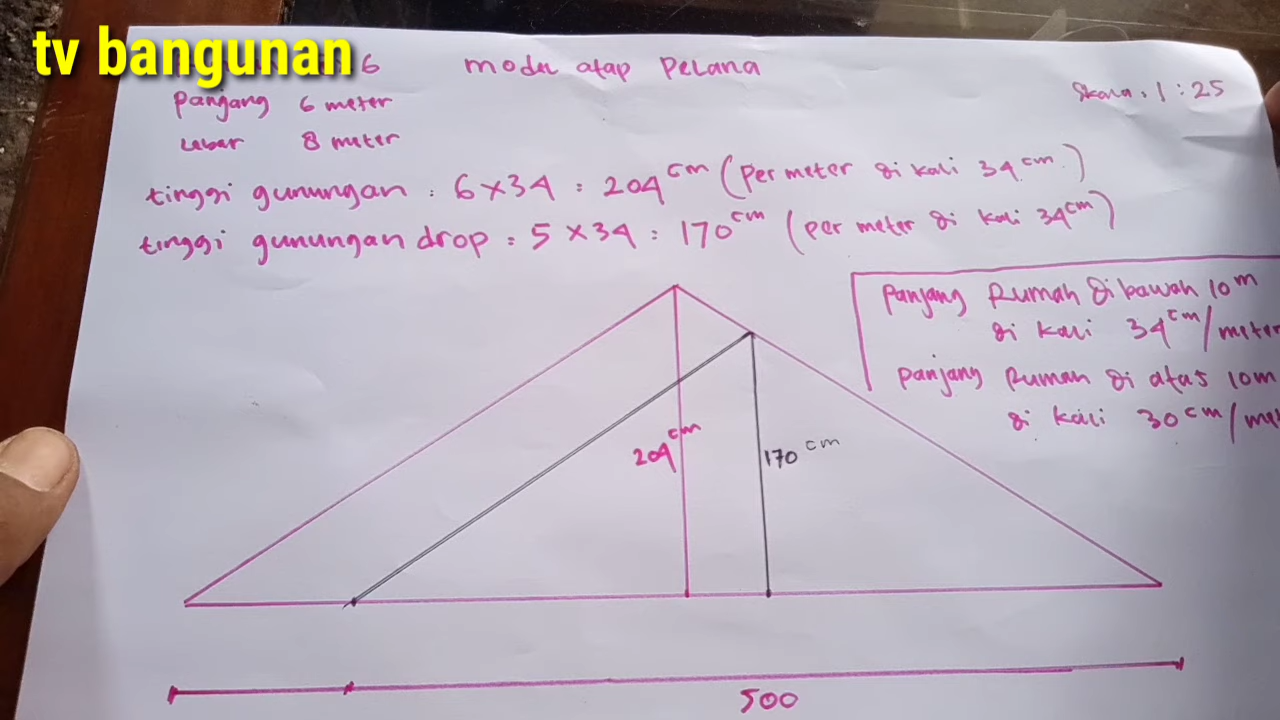 tv bangunan
6 model atap Pelana
Skala : 1 : 25
Panjang 6 meter
Lebar 8 meter
tinggi gunungan : 6 x 34 : 204 cm (Per meter di kali 34 cm)
tinggi gunungan drop : 5 x 34 : 170 cm (per meter di kali 34 cm)
Panjang Rumah di bawah 10 m
di kali 34 cm/meter
Panjang Rumah di atas 10 m
di kali 30 cm/
204 cm
170 cm
500